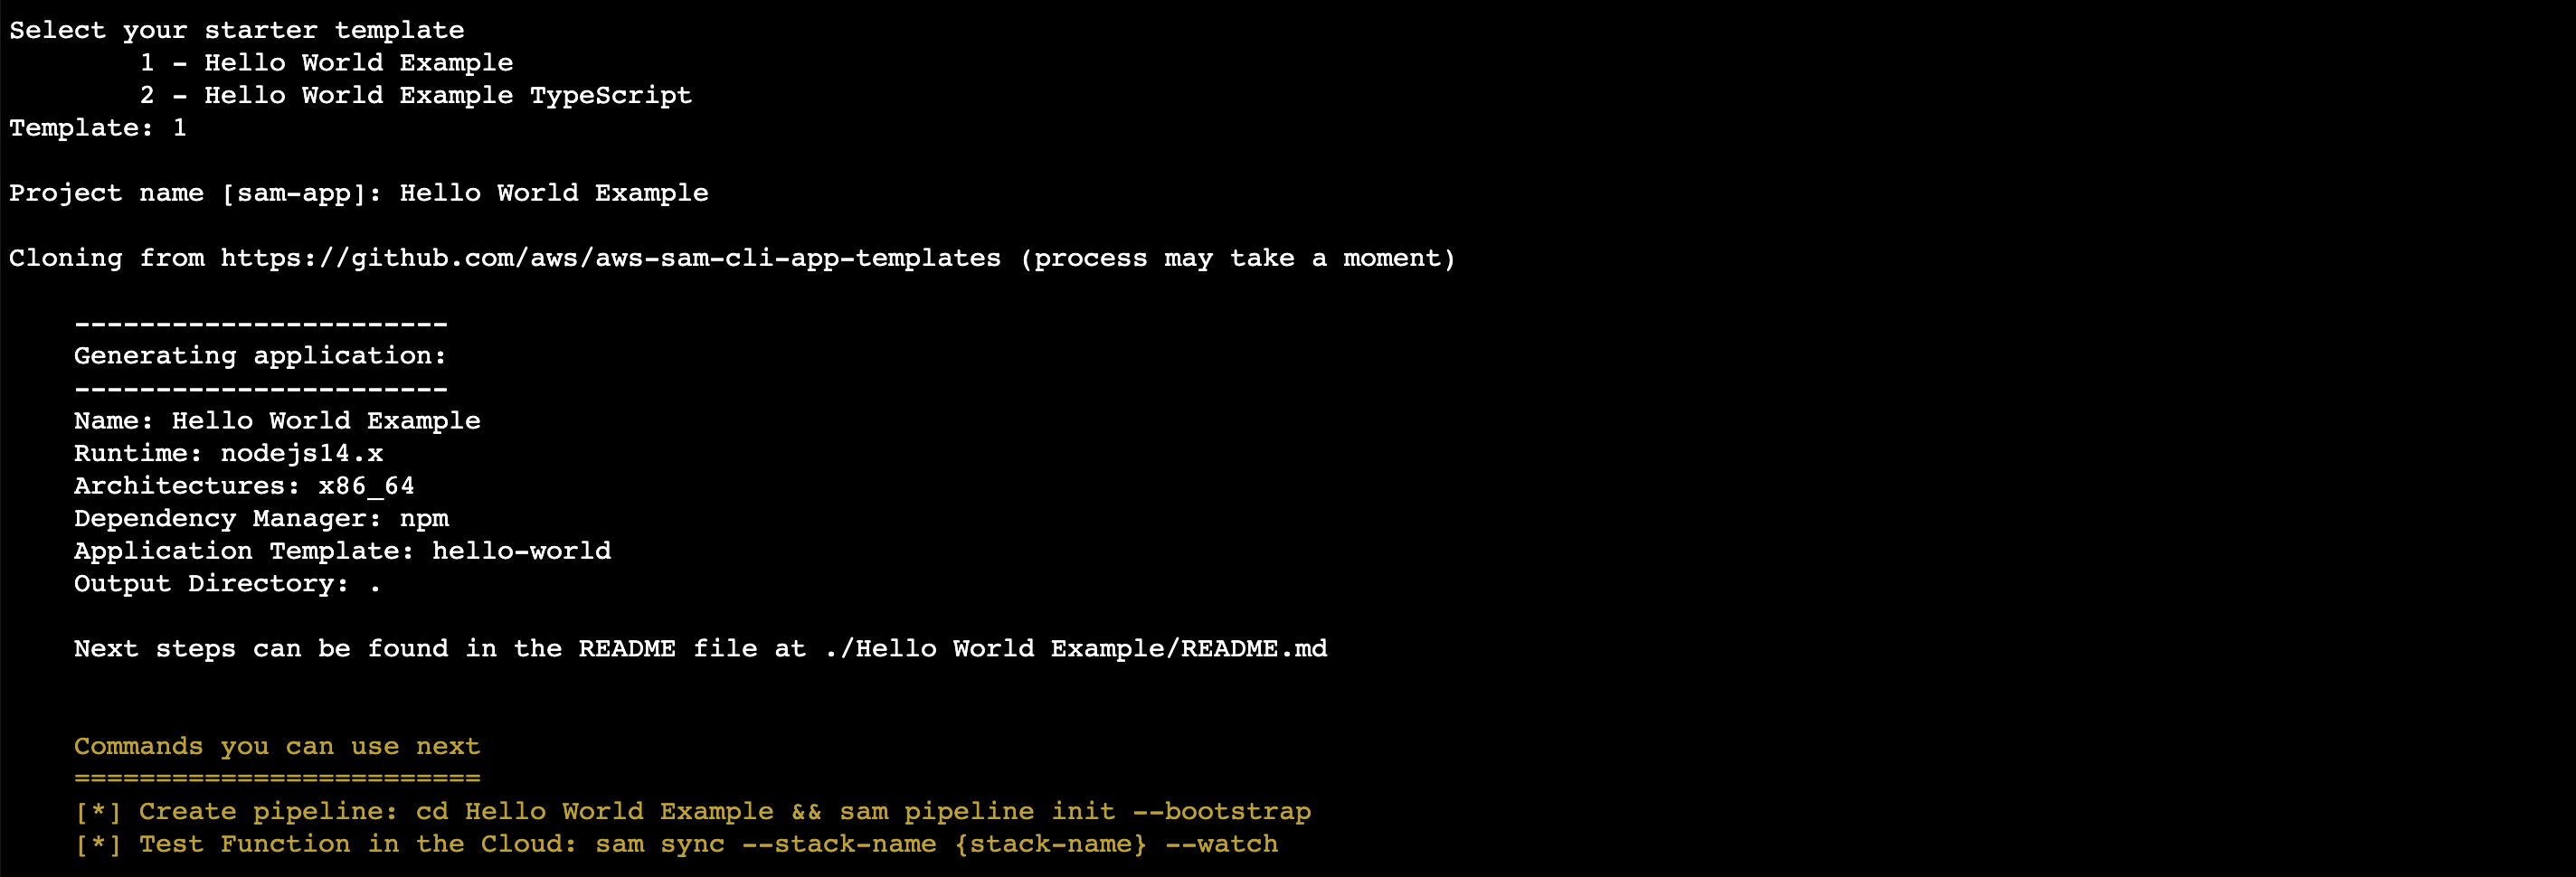 Select your starter template
1 - Hello World Example
2 - Hello World Example TypeScript
Template: 1
Project name [sam-app]: Hello World Example
Cloning from https://github.com/aws/aws-sam-cli-app-templates (process may take a moment)
-----------------------
Generating application:
-----------------------
Name: Hello World Example
Runtime: nodejs14.x
Architectures: x86_64
Dependency Manager: npm
Application Template: hello-world
Output Directory: .
Next steps can be found in the README file at ./Hello World Example/README.md
Commands you can use next
=========================
[*] Create pipeline: cd Hello World Example && sam pipeline init --bootstrap
[*] Test Function in the Cloud: sam sync --stack-name {stack-name} --watch